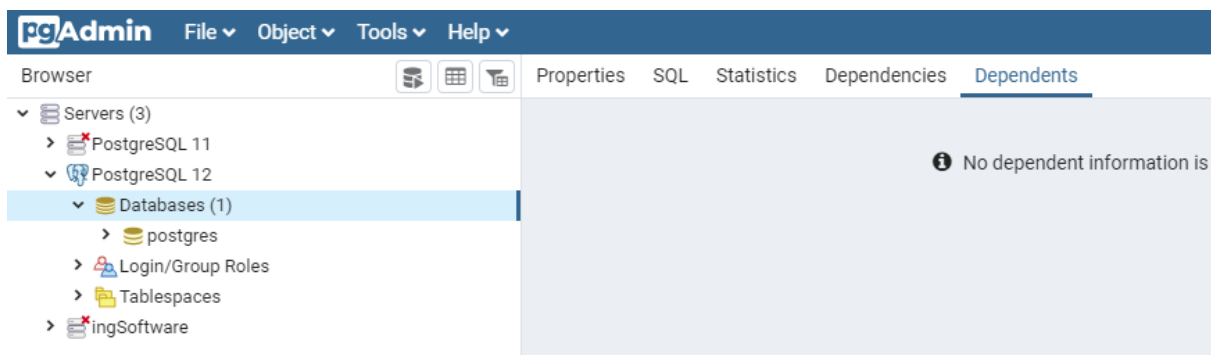 pgAdmin File Object Tools Help
Browser Properties SQL Statistics Dependencies Dependents
Servers (3)
PostgreSQL 11
No dependent information is
PostgreSQL 12
Databases (1)
postgres
Login/Group Roles
Tablespaces
ingSoftware